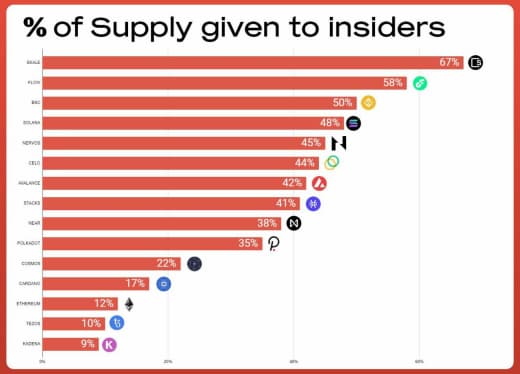 % of Supply given to insiders
SKALE 67%
FLOW 58%
BSC 50%
SOLANA 48%
NERVOS 45%
CELO 44%
AVALANCE 42%
STACKS 41%
NEAR 38%
POLKADOT 35%
COSMOS 22%
CARDANO 17%
ETHEREUM 12%
TEZOS 10%
KADENA 9%
0% 20% 40% 60%